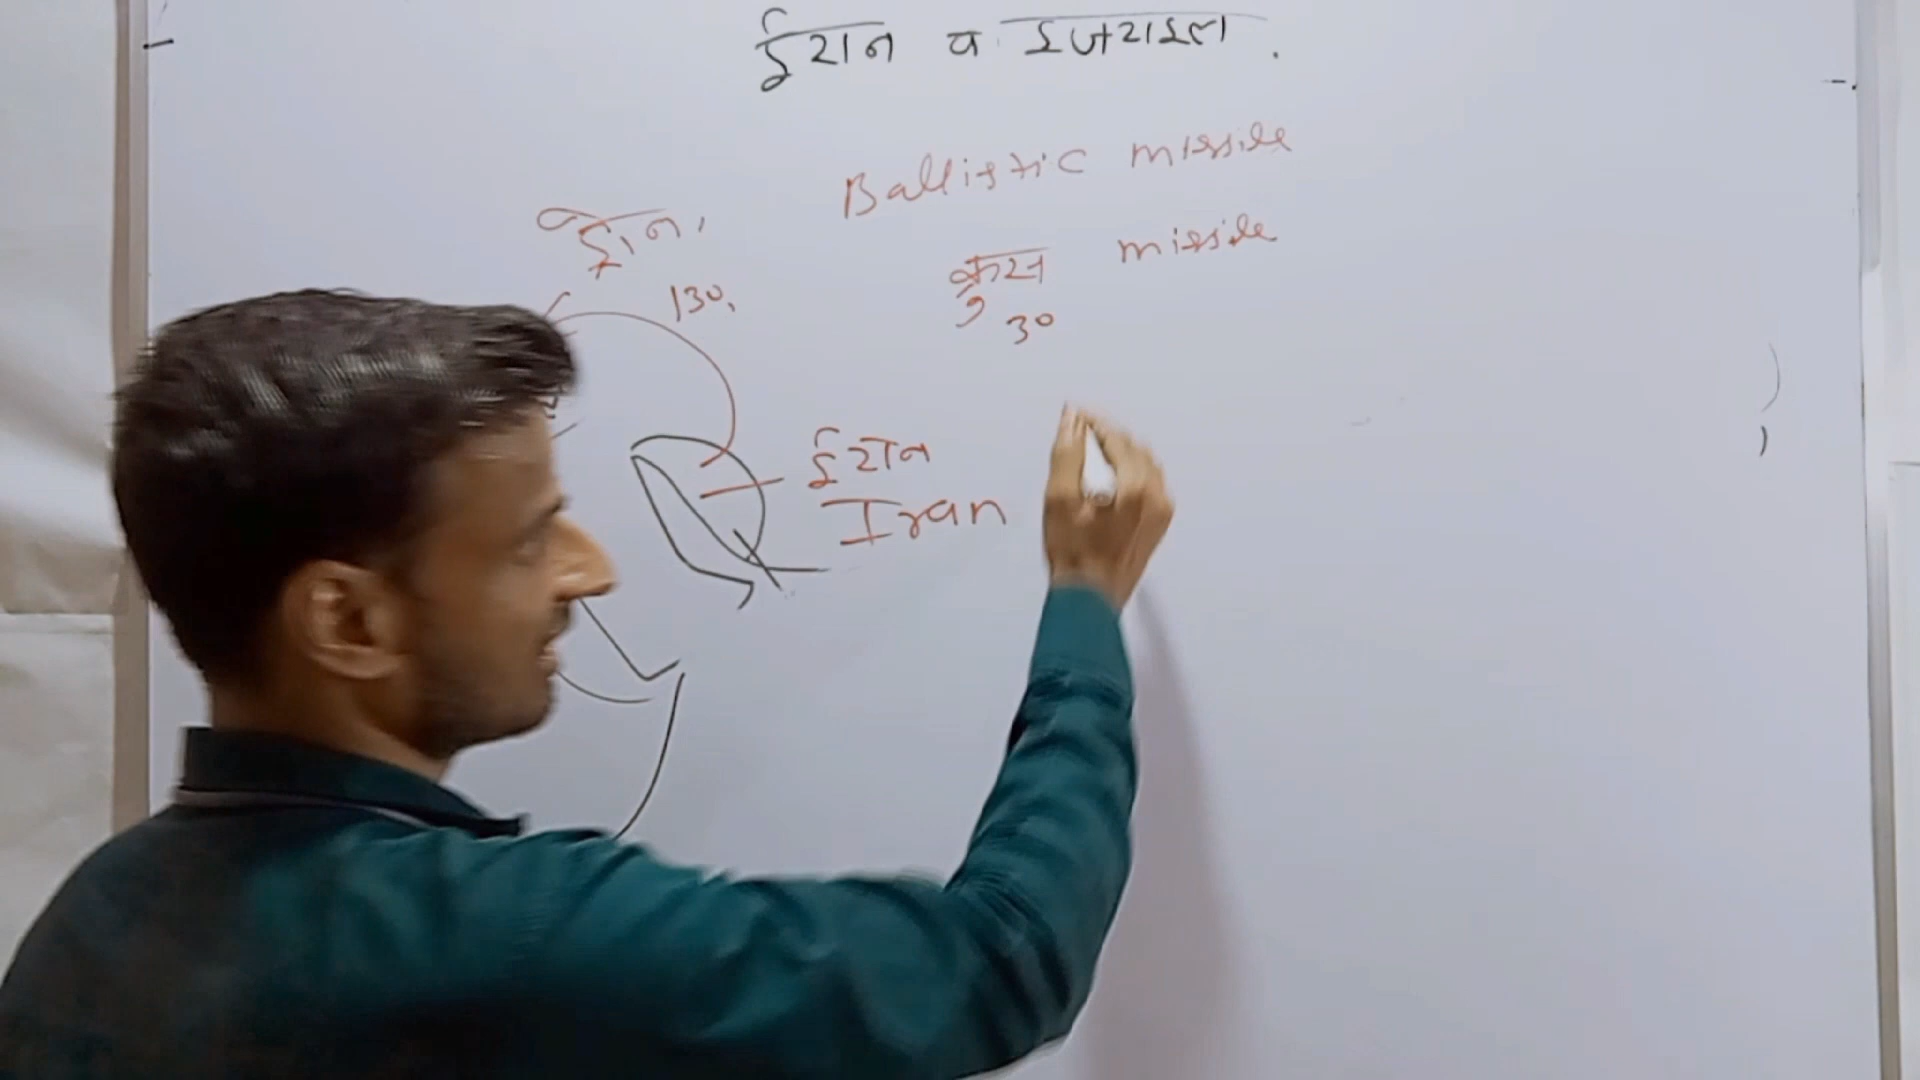 ईरान व इजराइल.
Ballistic missile
ड्रोन,
missile
130,
30
ईरान
Iran